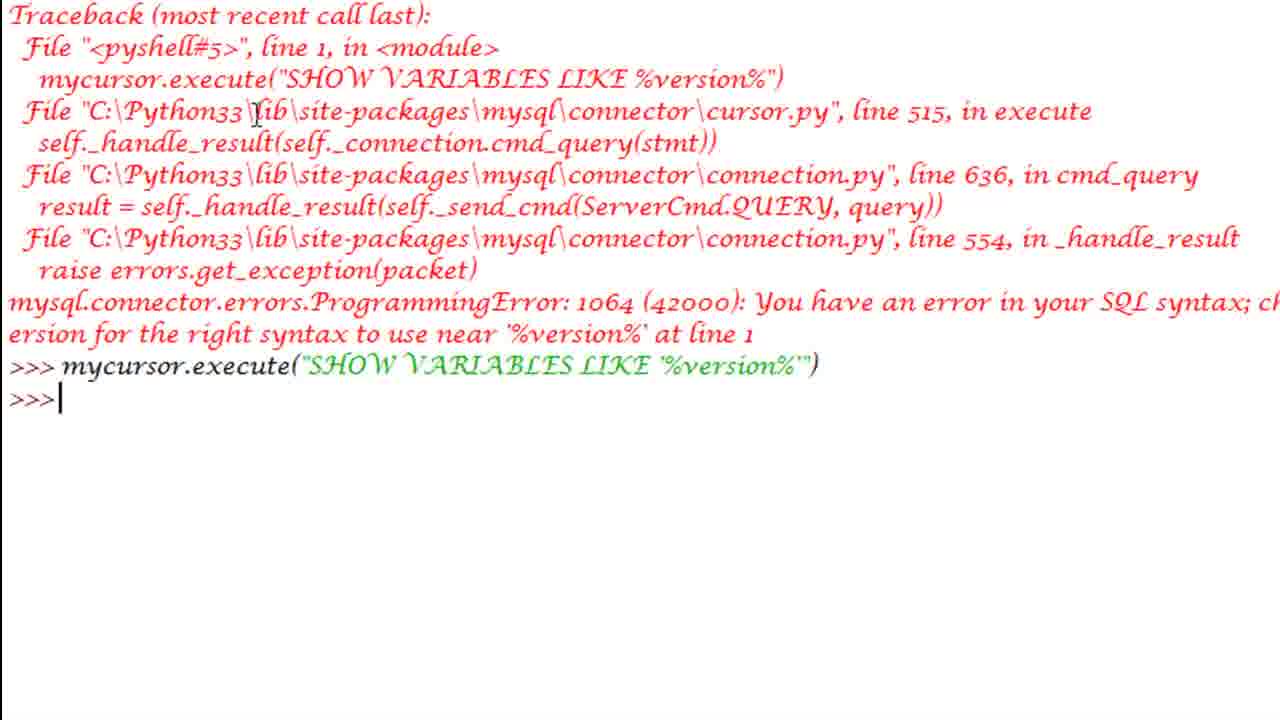 Traceback (most recent call last):
File "<pyshell#5>", line 1, in <module>
mycursor.execute("SHOW VARIABLES LIKE %version%")
File "C:\Python33\lib\site-packages\mysql\connector\cursor.py", line 515, in execute
self._handle_result(self._connection.cmd_query(stmt))
File "C:\Python33\lib\site-packages\mysql\connector\connection.py", line 636, in cmd_query
result = self._handle_result(self._send_cmd(ServerCmd.QUERY, query))
File "C:\Python33\lib\site-packages\mysql\connector\connection.py", line 554, in _handle_result
raise errors.get_exception(packet)
mysql.connector.errors.ProgrammingError: 1064 (42000): You have an error in your SQL syntax; ch
ersion for the right syntax to use near '%version%' at line 1
>>> mycursor.execute("SHOW VARIABLES LIKE '%version%'")
>>>